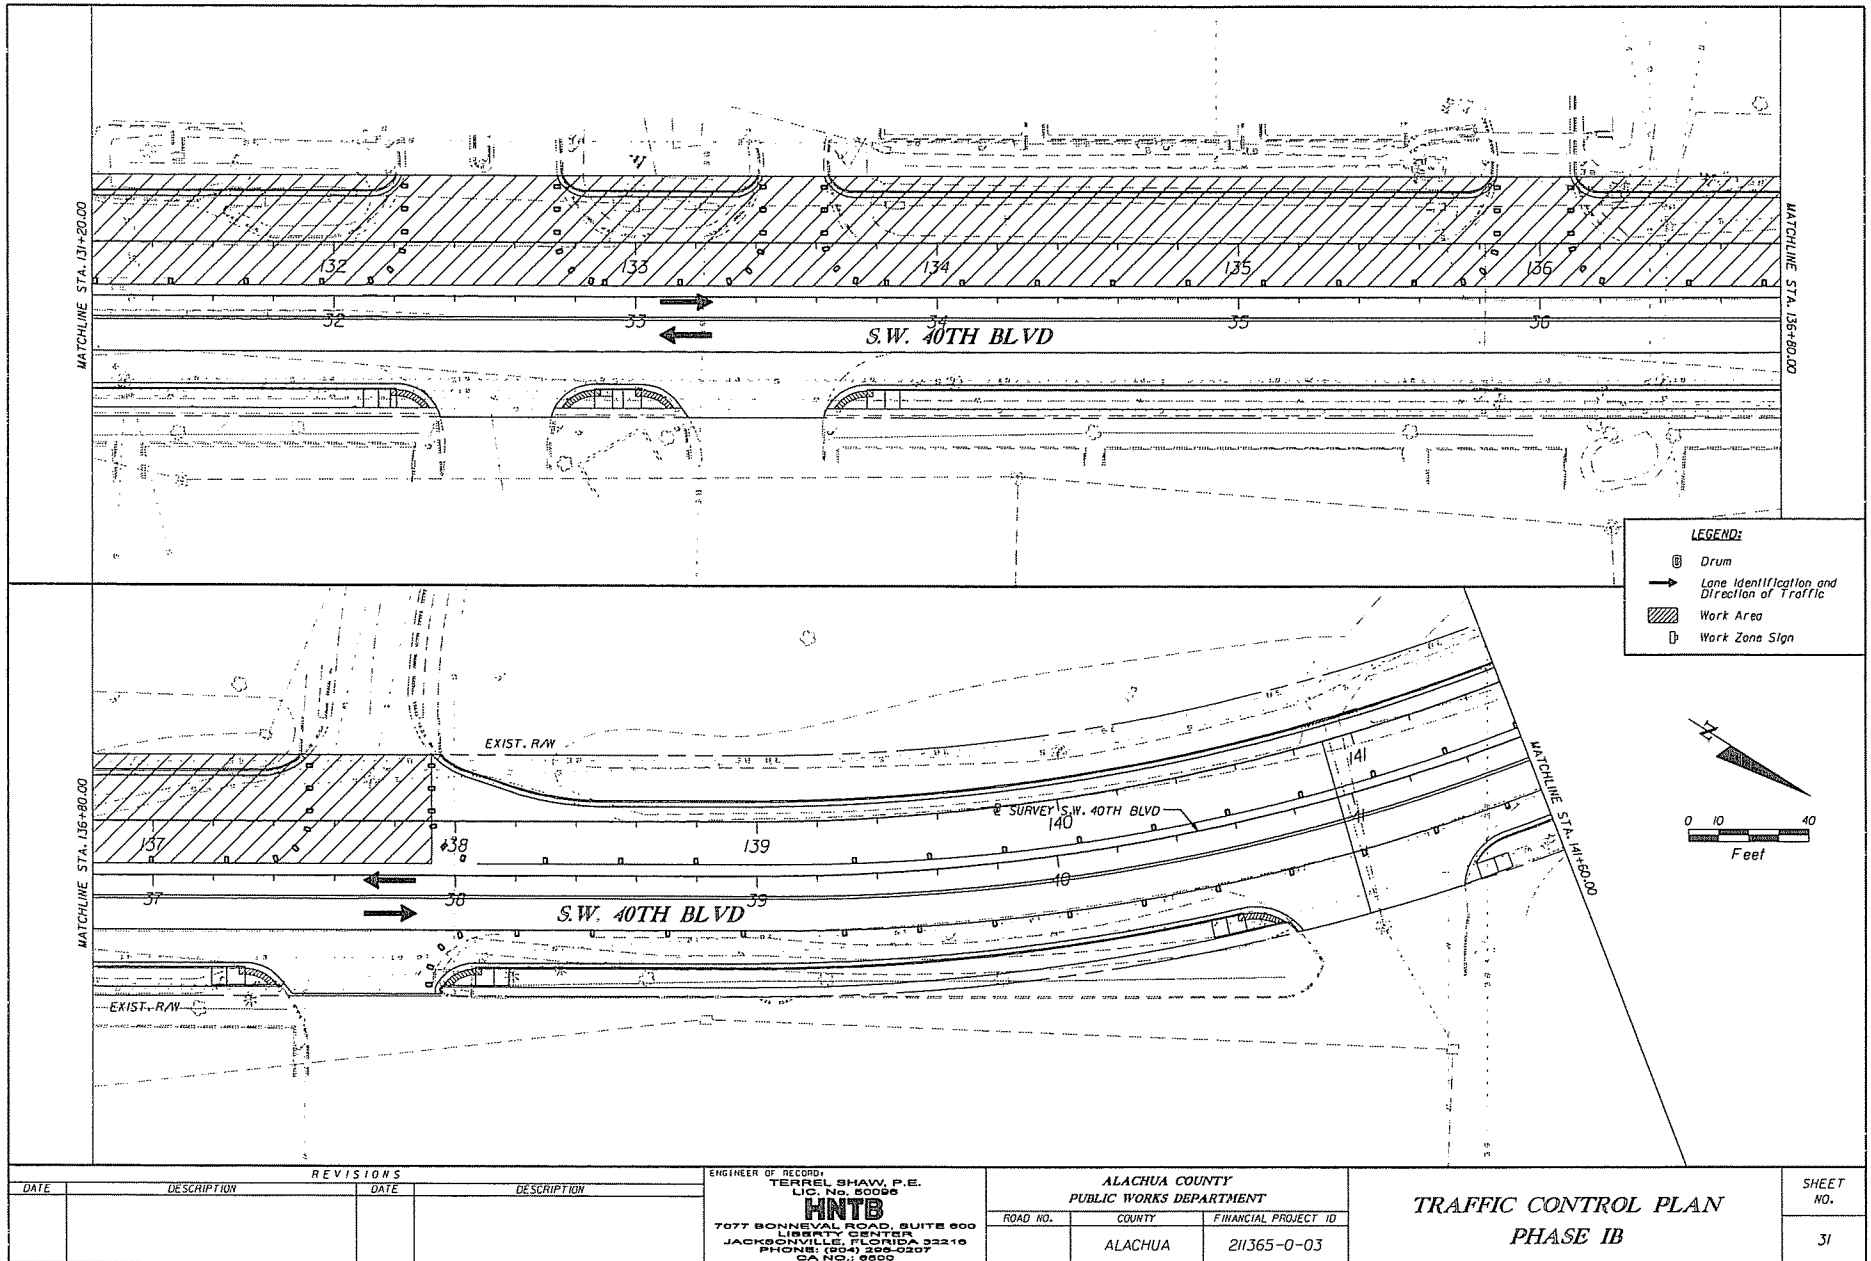 MATCHLINE STA. 131+20.00
132
133
134
135
136
32
33
34
35
36
S.W. 40TH BLVD
MATCHLINE STA. 136+80.00
LEGEND:
Drum
Lane Identification and
Direction of Traffic
Work Area
Work Zone Sign
MATCHLINE STA. 136+80.00
EXIST. R/W
137
138
139
140
141
℄ SURVEY S.W. 40TH BLVD
37
38
39
40
41
S.W. 40TH BLVD
EXIST. R/W
MATCHLINE STA. 141+60.00
N
0 10 40
Feet
REVISIONS
DATE DESCRIPTION DATE DESCRIPTION
ENGINEER OF RECORD:
TERREL SHAW, P.E.
LIC. No. 50096
HNTB
7077 BONNEVAL ROAD, SUITE 600
LIBERTY CENTER
JACKSONVILLE, FLORIDA 32216
PHONE: (904) 296-0207
CA NO.: 6500
ALACHUA COUNTY
PUBLIC WORKS DEPARTMENT
ROAD NO. COUNTY FINANCIAL PROJECT ID
ALACHUA 211365-0-03
TRAFFIC CONTROL PLAN
PHASE IB
SHEET
NO.
31